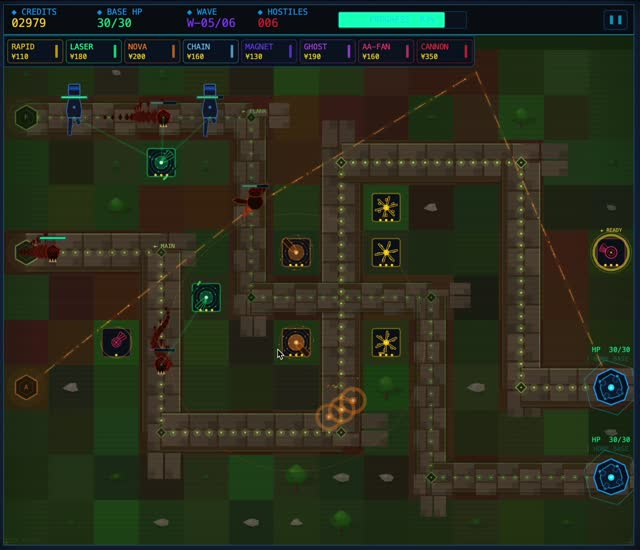 ◆ CREDITS
02979
◆ BASE HP
30/30
◆ WAVE
W-05/06
◆ HOSTILES
006
RAPID
¥110
LASER
¥180
NOVA
¥200
CHAIN
¥160
MAGNET
¥130
GHOST
¥190
AA-FAN
¥160
CANNON
¥350
← FLANK
← MAIN
← READY
HP 30/30
HP 30/30
F
A